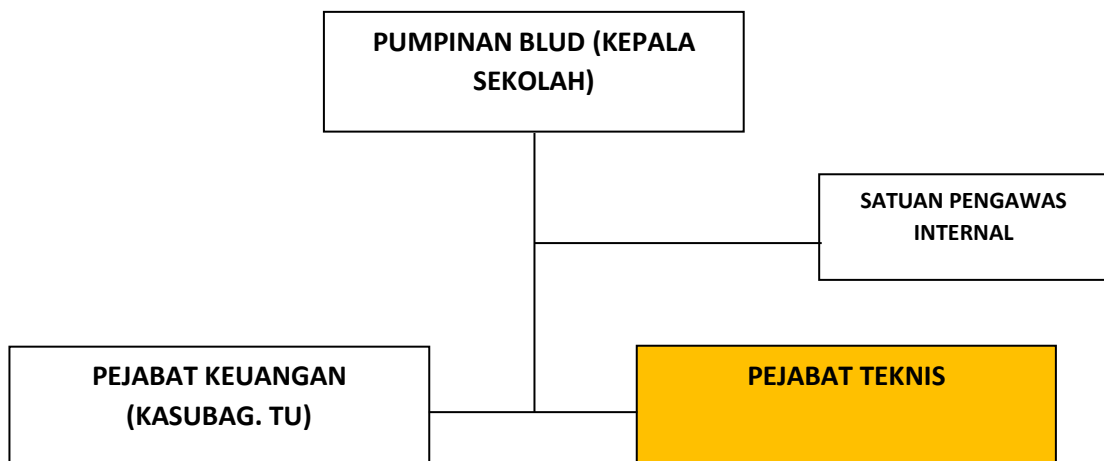 PUMPINAN BLUD (KEPALA
SEKOLAH)
SATUAN PENGAWAS
INTERNAL
PEJABAT KEUANGAN
(KASUBAG. TU)
PEJABAT TEKNIS